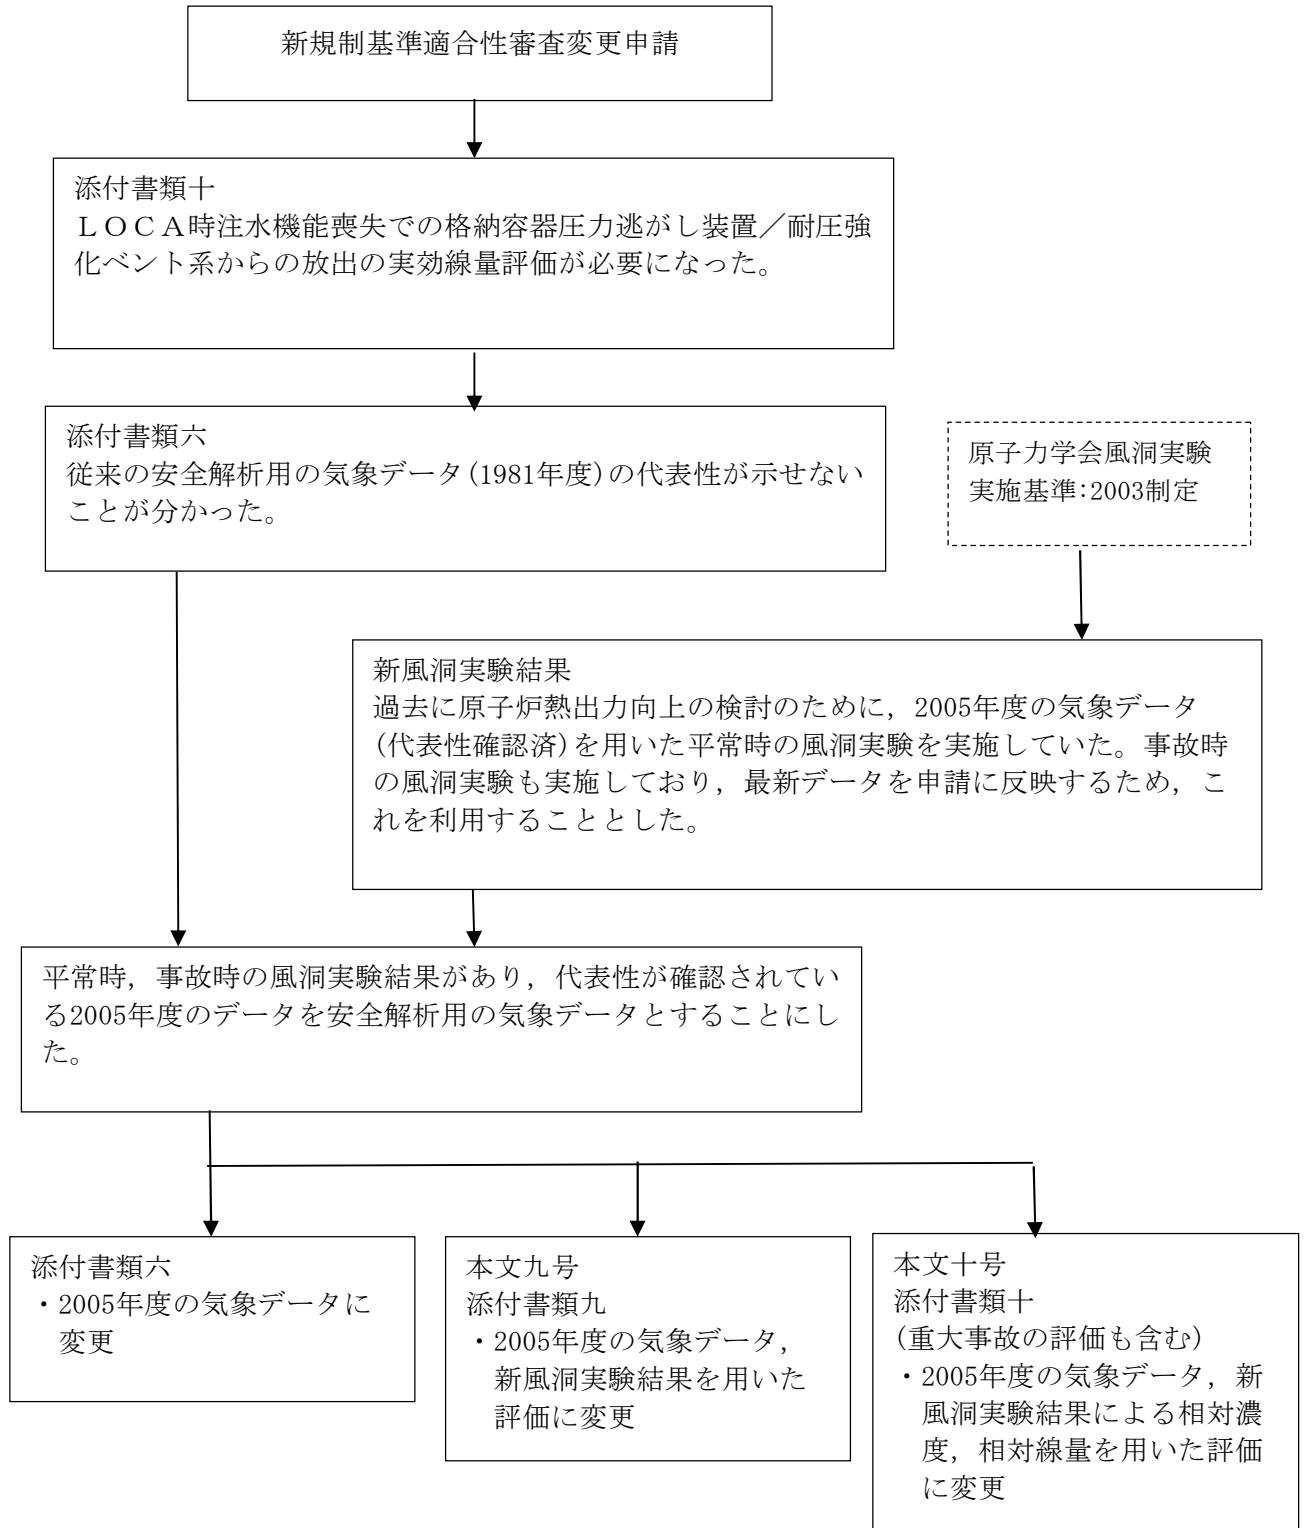 新規制基準適合性審査変更申請
添付書類十
ＬＯＣＡ時注水機能喪失での格納容器圧力逃がし装置／耐圧強
化ベント系からの放出の実効線量評価が必要になった。
添付書類六
従来の安全解析用の気象データ(1981年度)の代表性が示せない
ことが分かった。
原子力学会風洞実験
実施基準:2003制定
新風洞実験結果
過去に原子炉熱出力向上の検討のために，2005年度の気象データ
(代表性確認済)を用いた平常時の風洞実験を実施していた。事故時
の風洞実験も実施しており，最新データを申請に反映するため，こ
れを利用することとした。
平常時，事故時の風洞実験結果があり，代表性が確認されてい
る2005年度のデータを安全解析用の気象データとすることにし
た。
添付書類六
・2005年度の気象データに
変更
本文九号
添付書類九
・2005年度の気象データ，
新風洞実験結果を用いた
評価に変更
本文十号
添付書類十
(重大事故の評価も含む)
・2005年度の気象データ，新
風洞実験結果による相対濃
度，相対線量を用いた評価
に変更